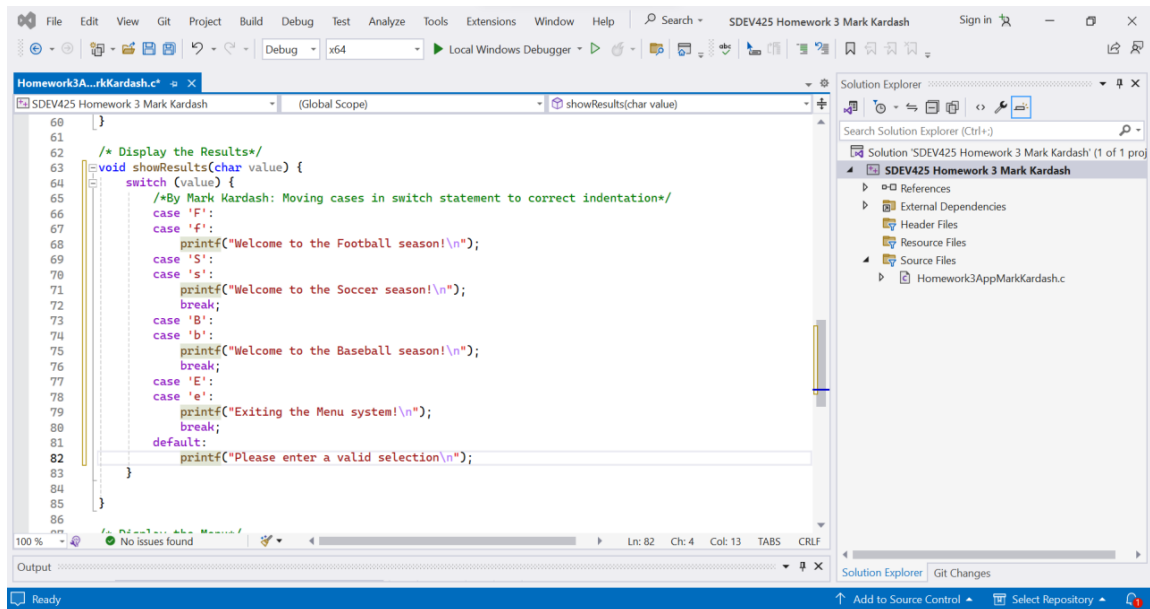 File Edit View Git Project Build Debug Test Analyze Tools Extensions Window Help Search SDEV425 Homework 3 Mark Kardash Sign in
Debug x64 Local Windows Debugger
Homework3A...rkKardash.c*
SDEV425 Homework 3 Mark Kardash (Global Scope) showResults(char value)
60 }
61
62 /* Display the Results*/
63 void showResults(char value) {
64 switch (value) {
65 /*By Mark Kardash: Moving cases in switch statement to correct indentation*/
66 case 'F':
67 case 'f':
68 printf("Welcome to the Football season!\n");
69 case 'S':
70 case 's':
71 printf("Welcome to the Soccer season!\n");
72 break;
73 case 'B':
74 case 'b':
75 printf("Welcome to the Baseball season!\n");
76 break;
77 case 'E':
78 case 'e':
79 printf("Exiting the Menu system!\n");
80 break;
81 default:
82 printf("Please enter a valid selection\n");
83 }
84
85 }
86
100 % No issues found Ln: 82 Ch: 4 Col: 13 TABS CRLF
Output
Solution Explorer
Search Solution Explorer (Ctrl+;)
Solution 'SDEV425 Homework 3 Mark Kardash' (1 of 1 proj
SDEV425 Homework 3 Mark Kardash
References
External Dependencies
Header Files
Resource Files
Source Files
Homework3AppMarkKardash.c
Solution Explorer Git Changes
Ready Add to Source Control Select Repository 1